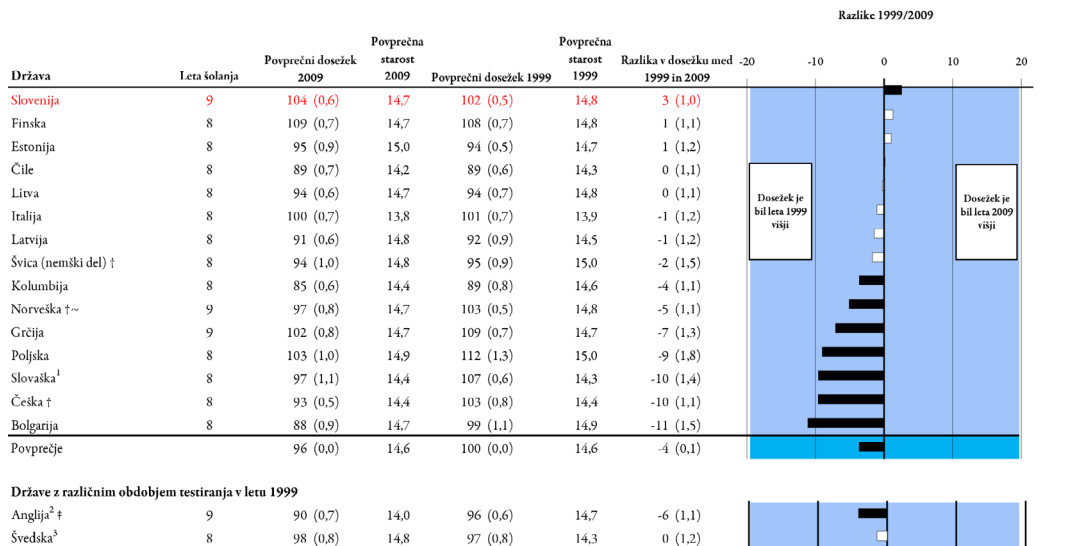 Razlike 1999/2009
Država Leta šolanja Povprečni dosežek 2009 Povprečna starost 2009 Povprečni dosežek 1999 Povprečna starost 1999 Razlika v dosežku med 1999 in 2009 -20 -10 0 10 20
Slovenija 9 104 (0,6) 14,7 102 (0,5) 14,8 3 (1,0)
Finska 8 109 (0,7) 14,7 108 (0,7) 14,8 1 (1,1)
Estonija 8 95 (0,9) 15,0 94 (0,5) 14,7 1 (1,2)
Čile 8 89 (0,7) 14,2 89 (0,6) 14,3 0 (1,1)
Litva 8 94 (0,6) 14,7 94 (0,7) 14,8 0 (1,1)
Italija 8 100 (0,7) 13,8 101 (0,7) 13,9 -1 (1,2)
Latvija 8 91 (0,6) 14,8 92 (0,9) 14,5 -1 (1,2)
Švica (nemški del) † 8 94 (1,0) 14,8 95 (0,9) 15,0 -2 (1,5)
Kolumbija 8 85 (0,6) 14,4 89 (0,8) 14,6 -4 (1,1)
Norveška †~ 9 97 (0,8) 14,7 103 (0,5) 14,8 -5 (1,1)
Grčija 9 102 (0,8) 14,7 109 (0,7) 14,7 -7 (1,3)
Poljska 8 103 (1,0) 14,9 112 (1,3) 15,0 -9 (1,8)
Slovaška¹ 8 97 (1,1) 14,4 107 (0,6) 14,3 -10 (1,4)
Češka † 8 93 (0,5) 14,4 103 (0,8) 14,4 -10 (1,1)
Bolgarija 8 88 (0,9) 14,7 99 (1,1) 14,9 -11 (1,5)
Povprečje 96 (0,0) 14,6 100 (0,0) 14,6 -4 (0,1)
Dosežek je
bil leta 1999
višji
Dosežek je
bil leta 2009
višji
Države z različnim obdobjem testiranja v letu 1999
Anglija² ‡ 9 90 (0,7) 14,0 96 (0,6) 14,7 -6 (1,1)
Švedska³ 8 98 (0,8) 14,8 97 (0,8) 14,3 0 (1,2)